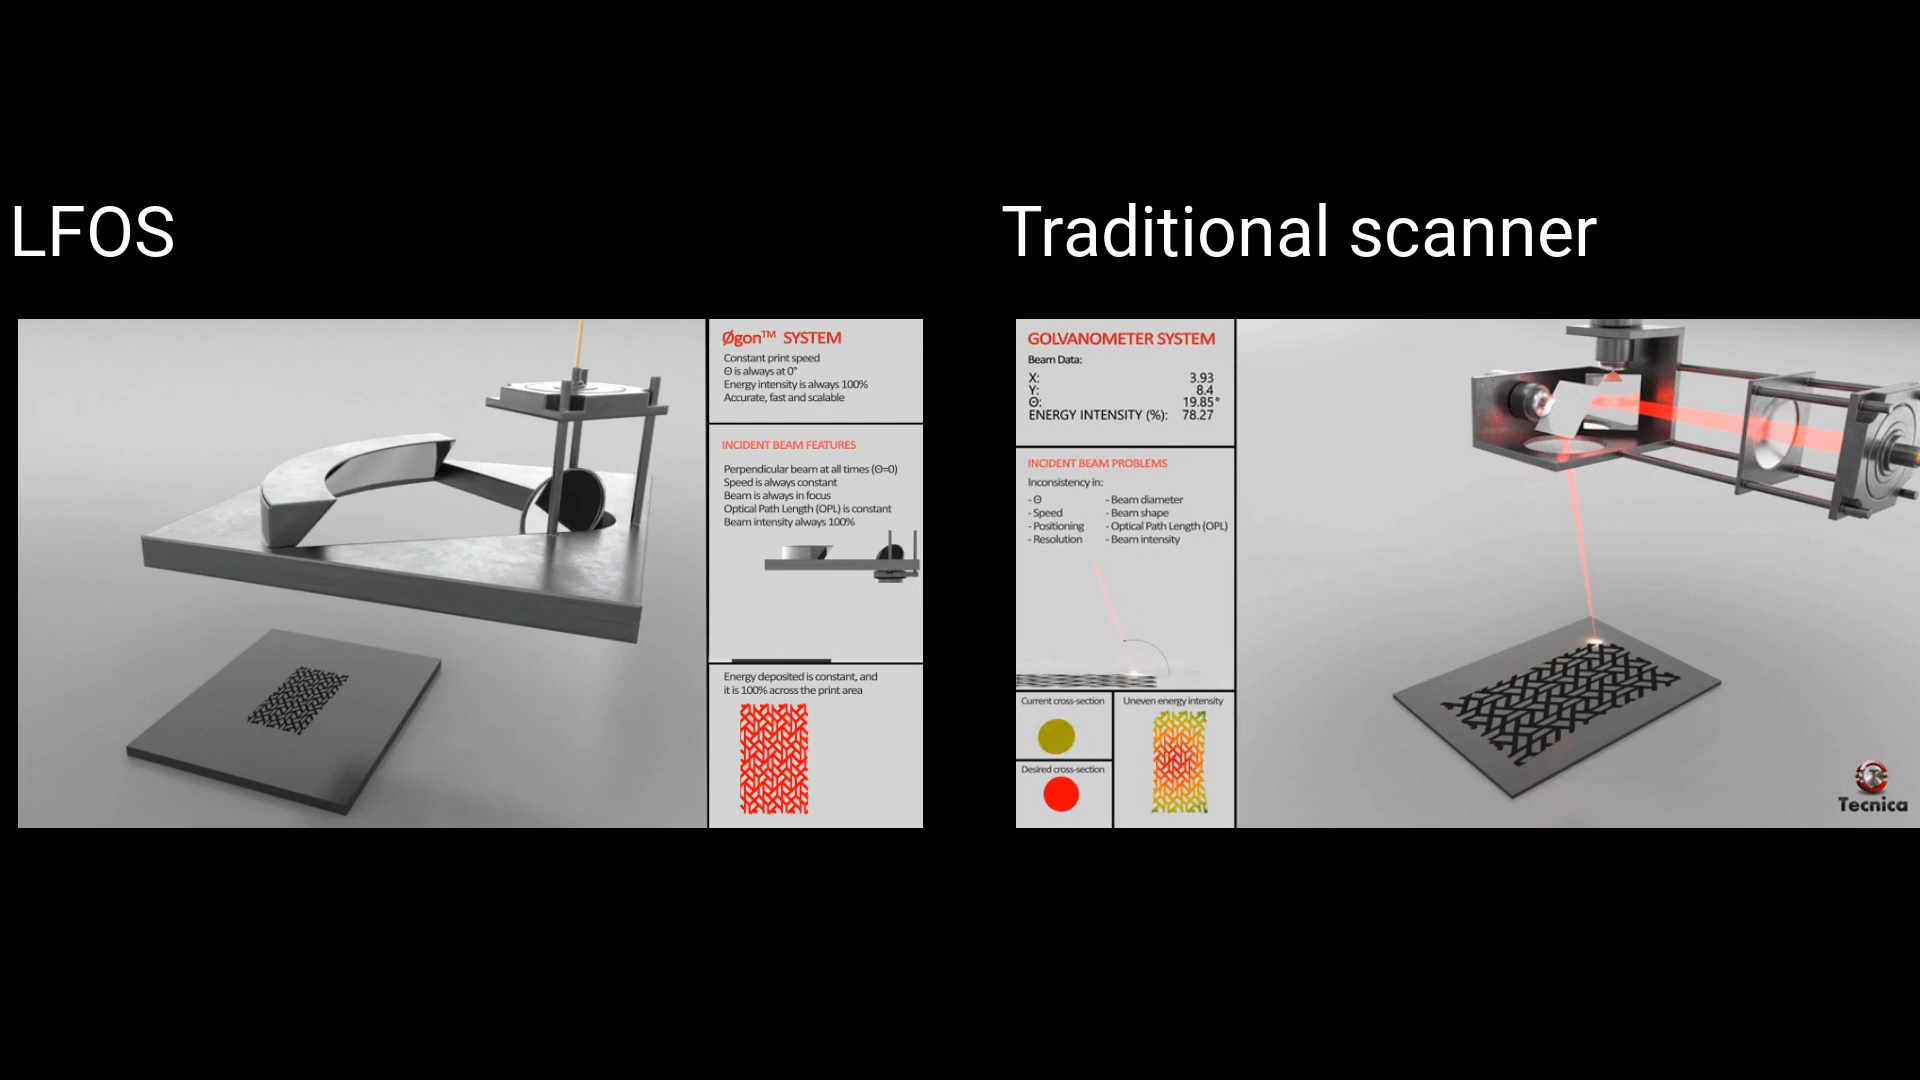 LFOS
Øgon™ SYSTEM
Constant print speed
Θ is always at 0°
Energy intensity is always 100%
Accurate, fast and scalable
INCIDENT BEAM FEATURES
Perpendicular beam at all times (Θ=0)
Speed is always constant
Beam is always in focus
Optical Path Length (OPL) is constant
Beam intensity always 100%
Energy deposited is constant, and
it is 100% across the print area
Traditional scanner
GOLVANOMETER SYSTEM
Beam Data:
X: 3.93
Y: 8.4
Θ: 19.85°
ENERGY INTENSITY (%): 78.27
INCIDENT BEAM PROBLEMS
Inconsistency in:
- Θ
- Speed
- Positioning
- Resolution
- Beam diameter
- Beam shape
- Optical Path Length (OPL)
- Beam intensity
Current cross-section
Desired cross-section
Uneven energy intensity
Tecnica